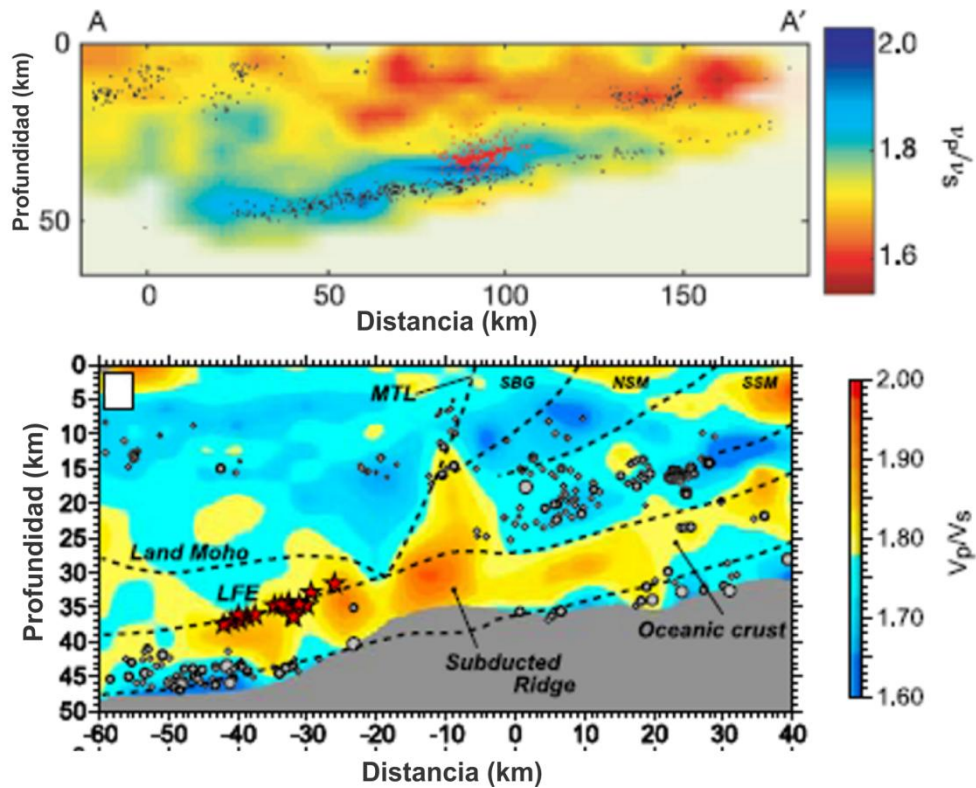 A A'
0
50
Profundidad (km)
0 50 100 150
Distancia (km)
2.0
1.8
1.6
vp/vs
0
5
10
15
20
25
30
35
40
45
50
Profundidad (km)
MTL SBG NSM SSM
Land Moho
LFE
Oceanic crust
Subducted
Ridge
-60 -50 -40 -30 -20 -10 0 10 20 30 40
Distancia (km)
2.00
1.90
1.80
1.70
1.60
Vp/Vs